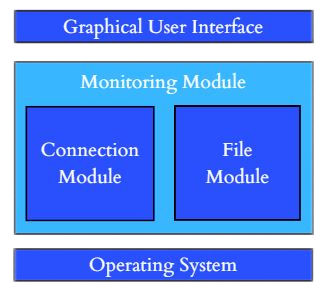 Graphical User Interface
Monitoring Module
Connection
Module
File
Module
Operating System